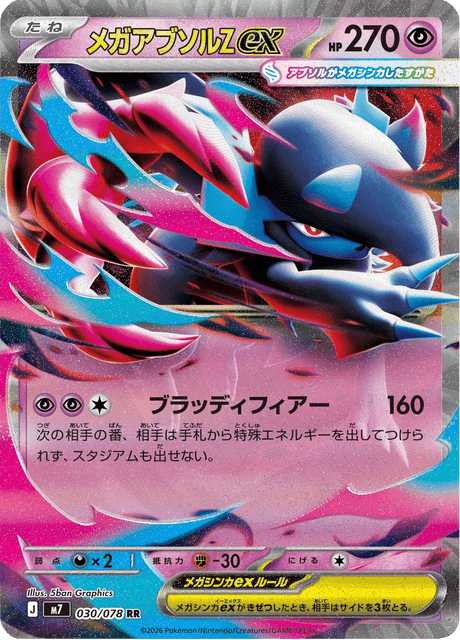 たね メガアブソルZex HP270
アブソルがメガシンカしたすがた
ブラッディフィアー 160
次の相手の番、相手は手札から特殊エネルギーを出してつけら
れず、スタジアムも出せない。
弱点 ×2 抵抗力 -30 にげる
メガシンカexルール
メガシンカexがきぜつしたとき、相手はサイドを3枚とる。
Illus. 5ban Graphics
J M7 030/078 RR
©2026 Pokémon/Nintendo/Creatures/GAME FREAK